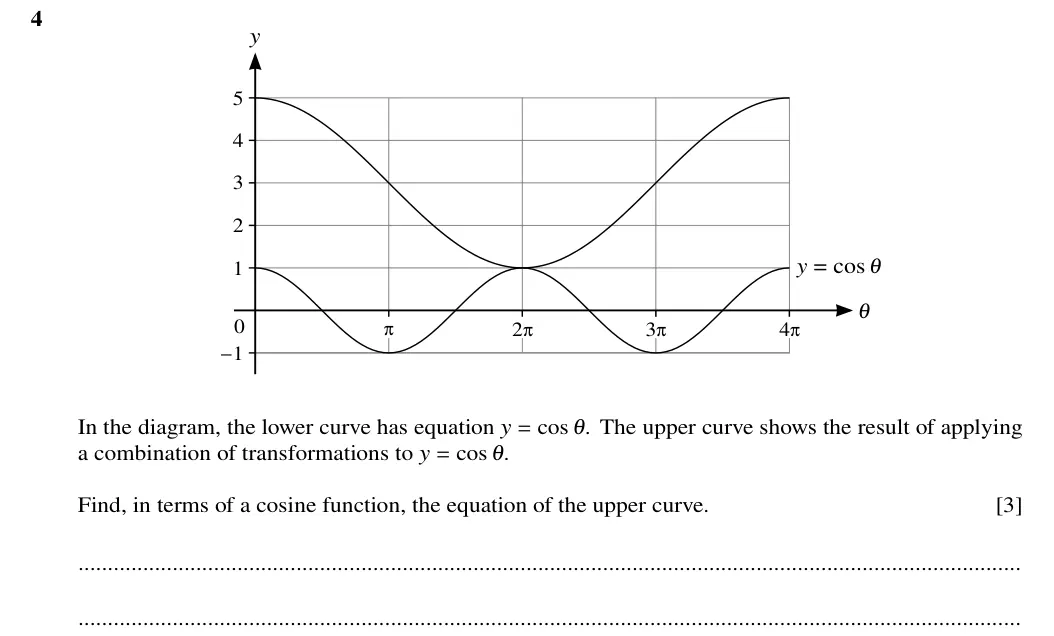 4
y
5
4
3
2
1
y = cos θ
θ
0
π
2π
3π
4π
−1
In the diagram, the lower curve has equation y = cos θ. The upper curve shows the result of applying
a combination of transformations to y = cos θ.
Find, in terms of a cosine function, the equation of the upper curve. [3]